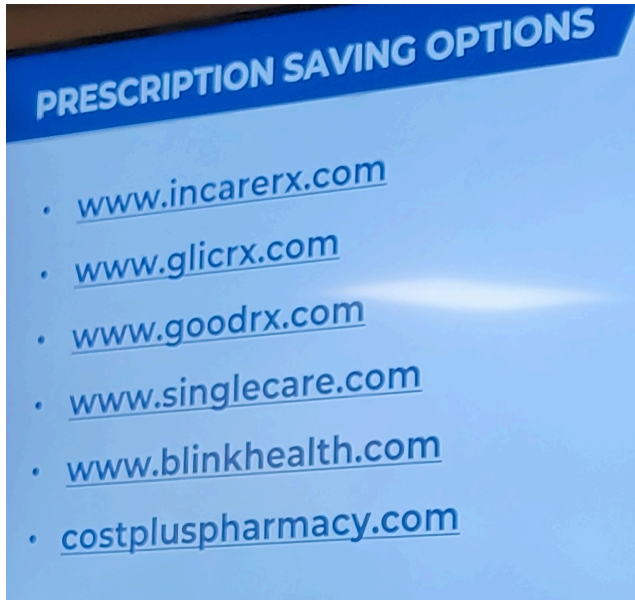 PRESCRIPTION SAVING OPTIONS
• www.incarerx.com
• www.glicrx.com
• www.goodrx.com
• www.singlecare.com
• www.blinkhealth.com
• costpluspharmacy.com